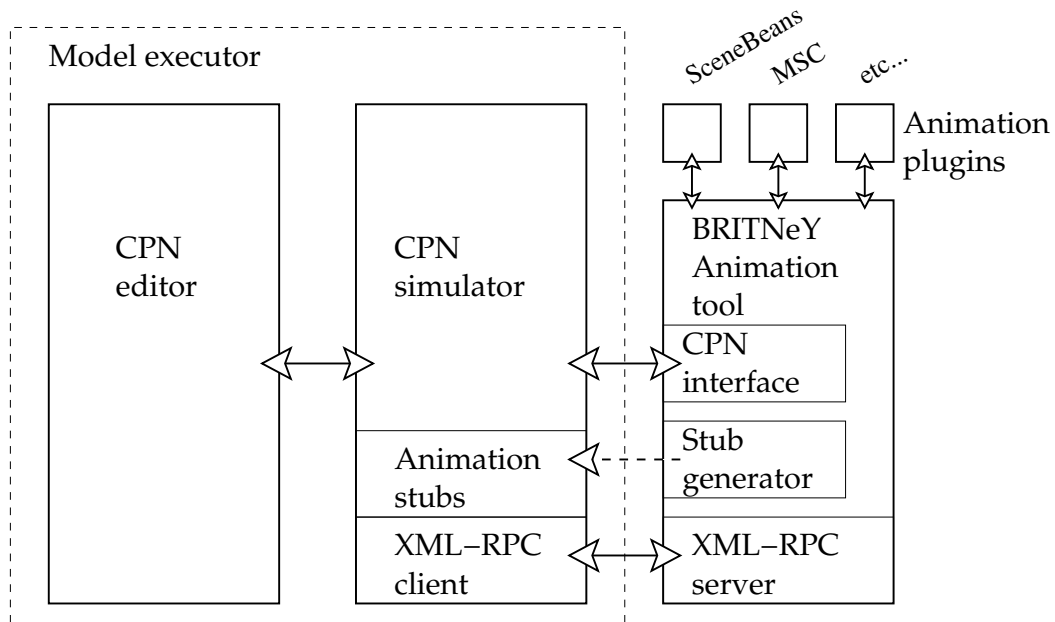 Model executor
SceneBeans
MSC
etc...
Animation
plugins
CPN
editor
CPN
simulator
BRITNeY
Animation
tool
CPN
interface
Animation
stubs
Stub
generator
XML−RPC
client
XML−RPC
server